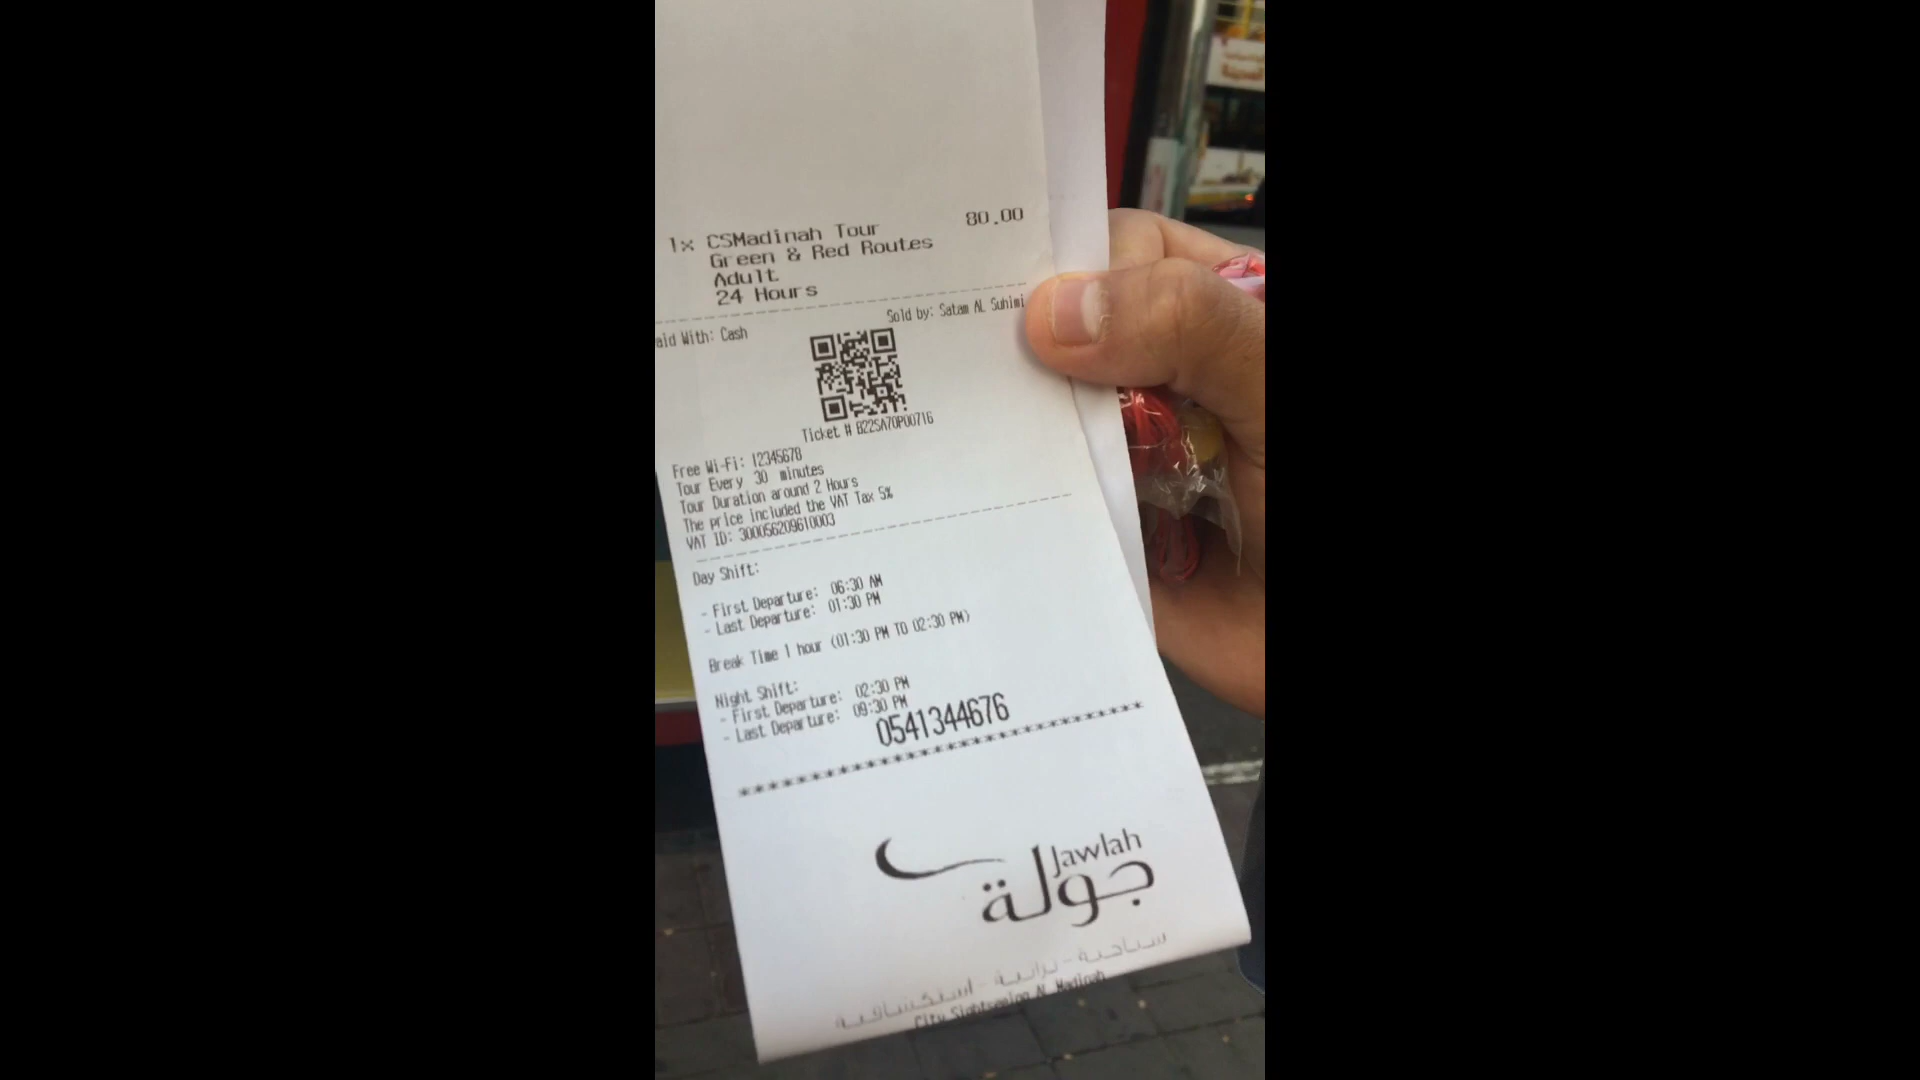 1x CSMadinah Tour 80.00
Green & Red Routes
Adult
24 Hours
aid With: Cash
Sold by: Satam AL Suhimi
Ticket # B22SA70P00716
Free Wi-Fi: 12345678
Tour Every 30 minutes
Tour Duration around 2 Hours
The price included the VAT Tax 5%
VAT ID: 300056209610003
Day Shift:
- First Departure: 06:30 AM
- Last Departure: 01:30 PM
Break Time 1 hour (01:30 PM TO 02:30 PM)
Night Shift:
- First Departure: 02:30 PM
- Last Departure: 09:30 PM
0541344676
****************************
Jawlah
جولة
سياحية - تراثية - استكشافية
City Sightseeing AL Madinah